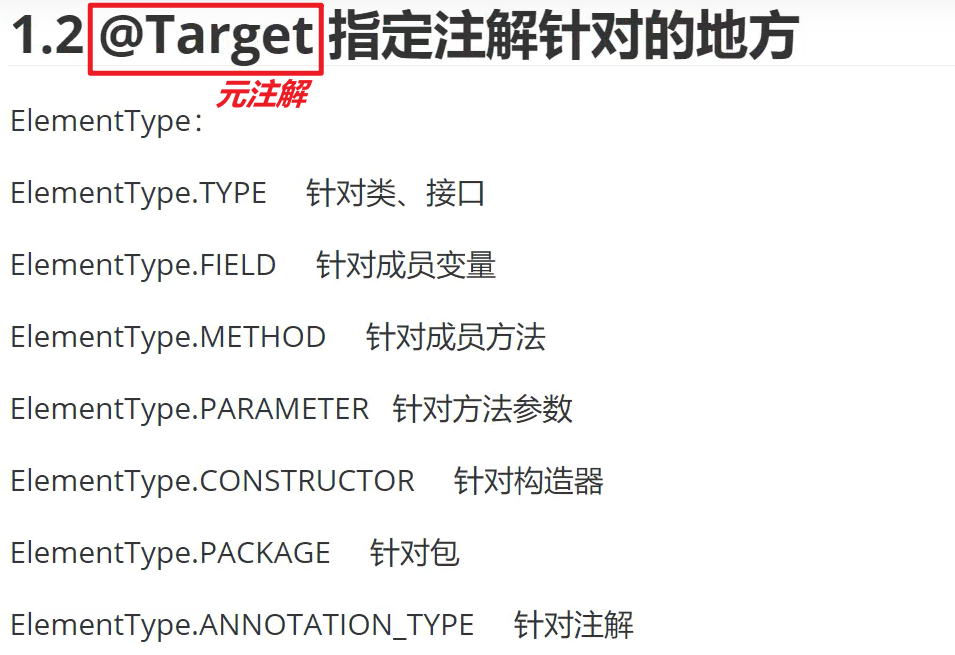 1.2 @Target 指定注解针对的地方
元注解
ElementType：
ElementType.TYPE 针对类、接口
ElementType.FIELD 针对成员变量
ElementType.METHOD 针对成员方法
ElementType.PARAMETER 针对方法参数
ElementType.CONSTRUCTOR 针对构造器
ElementType.PACKAGE 针对包
ElementType.ANNOTATION_TYPE 针对注解